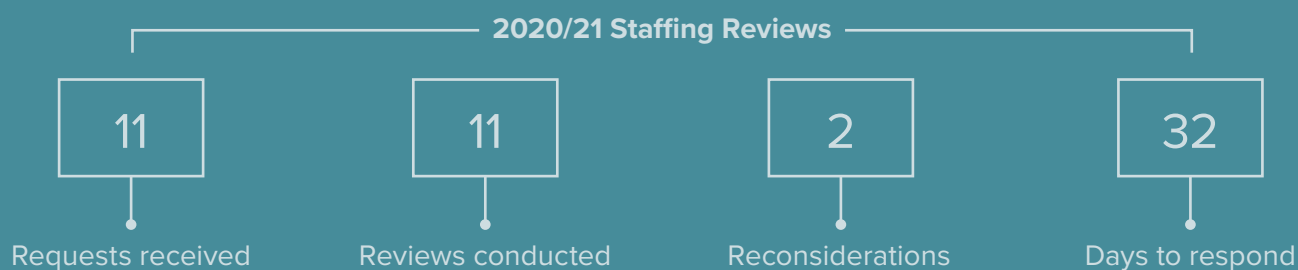 2020/21 Staffing Reviews
11
11
2
32
Requests received
Reviews conducted
Reconsiderations
Days to respond